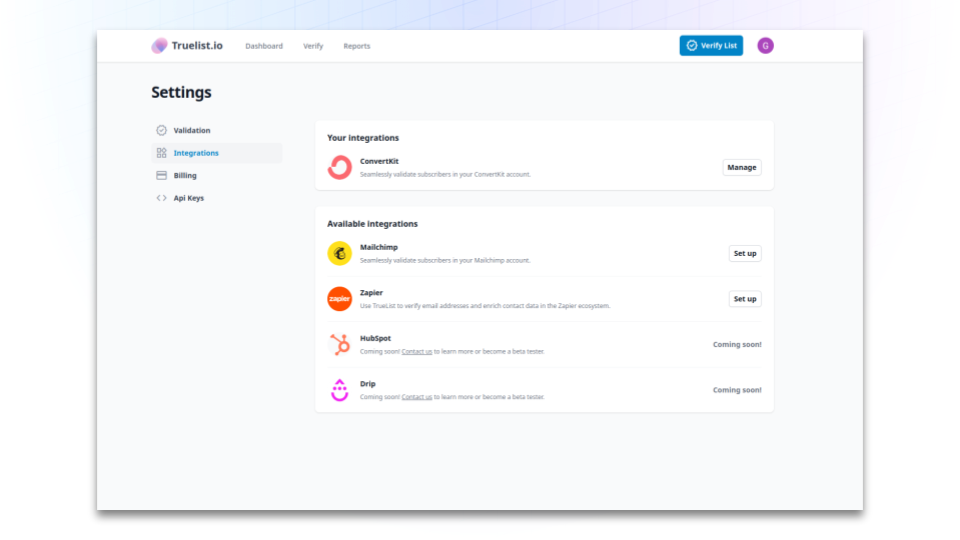 Truelist.io
Dashboard
Verify
Reports
Verify List
G
Settings
Validation
Integrations
Billing
Api Keys
Your integrations
ConvertKit
Seamlessly validate subscribers in your ConvertKit account.
Manage
Available integrations
Mailchimp
Seamlessly validate subscribers in your Mailchimp account.
Set up
zapier
Zapier
Use TrueList to verify email addresses and enrich contact data in the Zapier ecosystem.
Set up
HubSpot
Coming soon! Contact us to learn more or become a beta tester.
Coming soon!
Drip
Coming soon! Contact us to learn more or become a beta tester.
Coming soon!